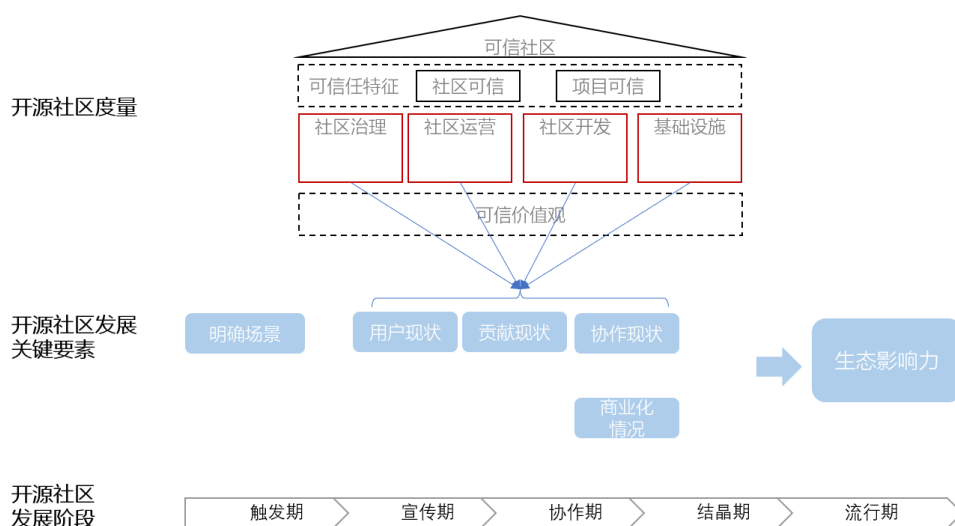 可信社区
可信任特征
社区可信
项目可信
开源社区度量
社区治理
社区运营
社区开发
基础设施
可信价值观
开源社区发展
关键要素
明确场景
用户现状
贡献现状
协作现状
生态影响力
商业化
情况
开源社区
发展阶段
触发期
宣传期
协作期
结晶期
流行期